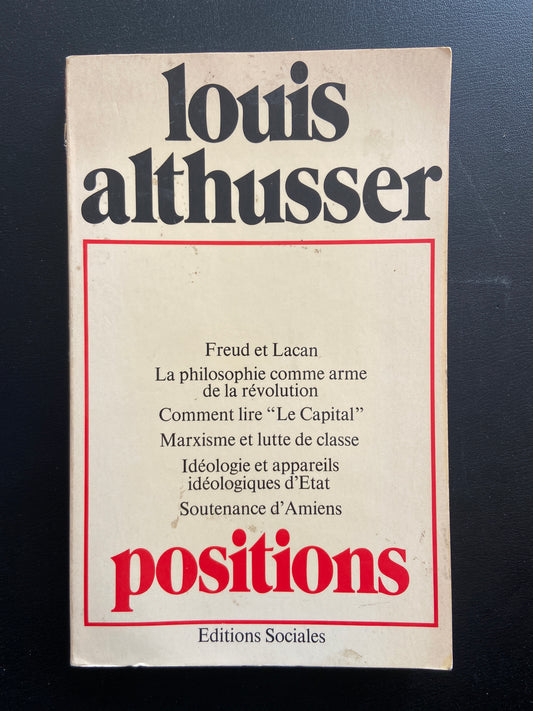 louis
althusser
Freud et Lacan
La philosophie comme arme
de la révolution
Comment lire “Le Capital”
Marxisme et lutte de classe
Idéologie et appareils
idéologiques d’Etat
Soutenance d’Amiens
positions
Editions Sociales